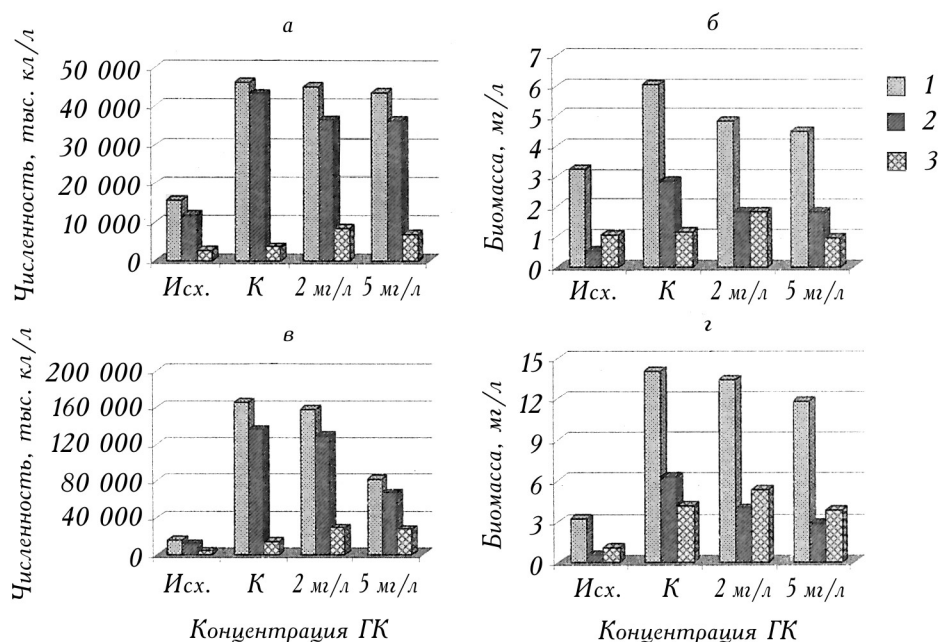 а
Численность, тыс. кл/л
50 000
40 000
30 000
20 000
10 000
0
Исх. К 2 мг/л 5 мг/л
б
Биомасса, мг/л
7
6
5
4
3
2
1
0
Исх. К 2 мг/л 5 мг/л
1
2
3
в
Численность, тыс. кл/л
200 000
160 000
120 000
80 000
40 000
0
Исх. К 2 мг/л 5 мг/л
Концентрация ГК
г
Биомасса, мг/л
15
12
9
6
3
0
Исх. К 2 мг/л 5 мг/л
Концентрация ГК